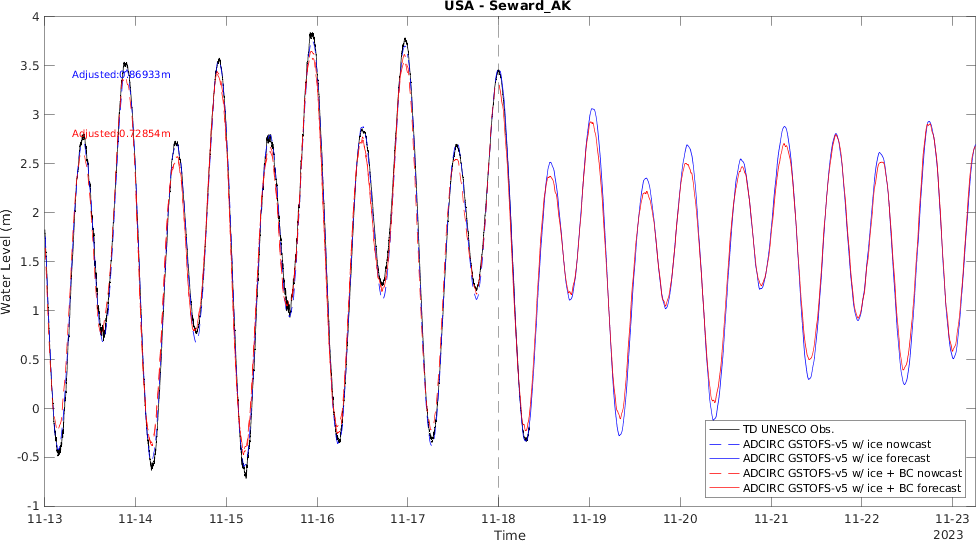 USA - Seward_AK
4
3.5
3
2.5
2
1.5
1
0.5
0
-0.5
-1
Water Level (m)
Adjusted:0.86933m
Adjusted:0.72854m
TD UNESCO Obs.
ADCIRC GSTOFS-v5 w/ ice nowcast
ADCIRC GSTOFS-v5 w/ ice forecast
ADCIRC GSTOFS-v5 w/ ice + BC nowcast
ADCIRC GSTOFS-v5 w/ ice + BC forecast
11-13 11-14 11-15 11-16 11-17 11-18 11-19 11-20 11-21 11-22 11-23
Time
2023